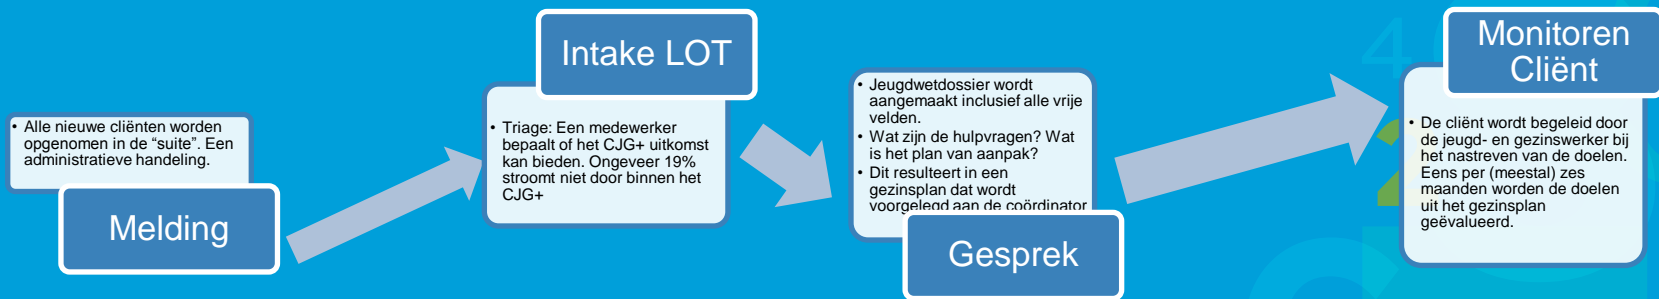 • Alle nieuwe cliënten worden
opgenomen in de “suite”. Een
administratieve handeling.
Melding
Intake LOT
• Triage: Een medewerker
bepaalt of het CJG+ uitkomst
kan bieden. Ongeveer 19%
stroomt niet door binnen het
CJG+
• Jeugdwetdossier wordt
aangemaakt inclusief alle vrije
velden.
• Wat zijn de hulpvragen? Wat
is het plan van aanpak?
• Dit resulteert in een
gezinsplan dat wordt
voorgelegd aan de coördinator
Gesprek
Monitoren
Cliënt
• De cliënt wordt begeleid door
de jeugd- en gezinswerker bij
het nastreven van de doelen.
Eens per (meestal) zes
maanden worden de doelen
uit het gezinsplan
geëvalueerd.